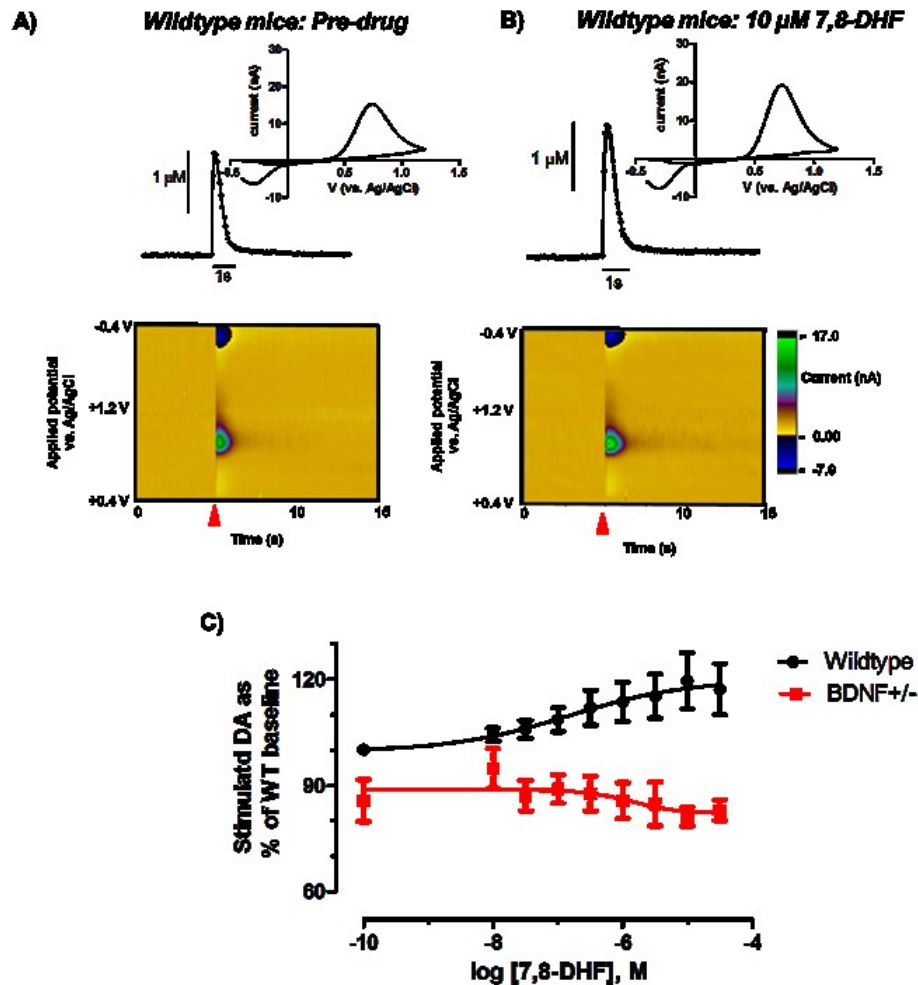 A) Wildtype mice: Pre-drug
30
20
10
-10
current (nA)
-0.5 0.5 1.0 1.5
V (vs. Ag/AgCl)
1 µM
1s
B) Wildtype mice: 10 µM 7,8-DHF
30
20
10
-10
current (nA)
-0.5 0.5 1.0 1.5
V (vs. Ag/AgCl)
1 µM
1s
-0.4 V
+1.2 V
+0.4 V
Applied potential
vs. Ag/AgCl
0 10 15
Time (s)
-0.4 V
+1.2 V
+0.4 V
Applied potential
vs. Ag/AgCl
0 10 15
Time (s)
17.0
Current (nA)
0.00
-7.0
C)
120
90
60
Stimulatd DA as
% of WT baseline
-10 -8 -6 -4
log [7,8-DHF], M
Wildtype
BDNF+/-